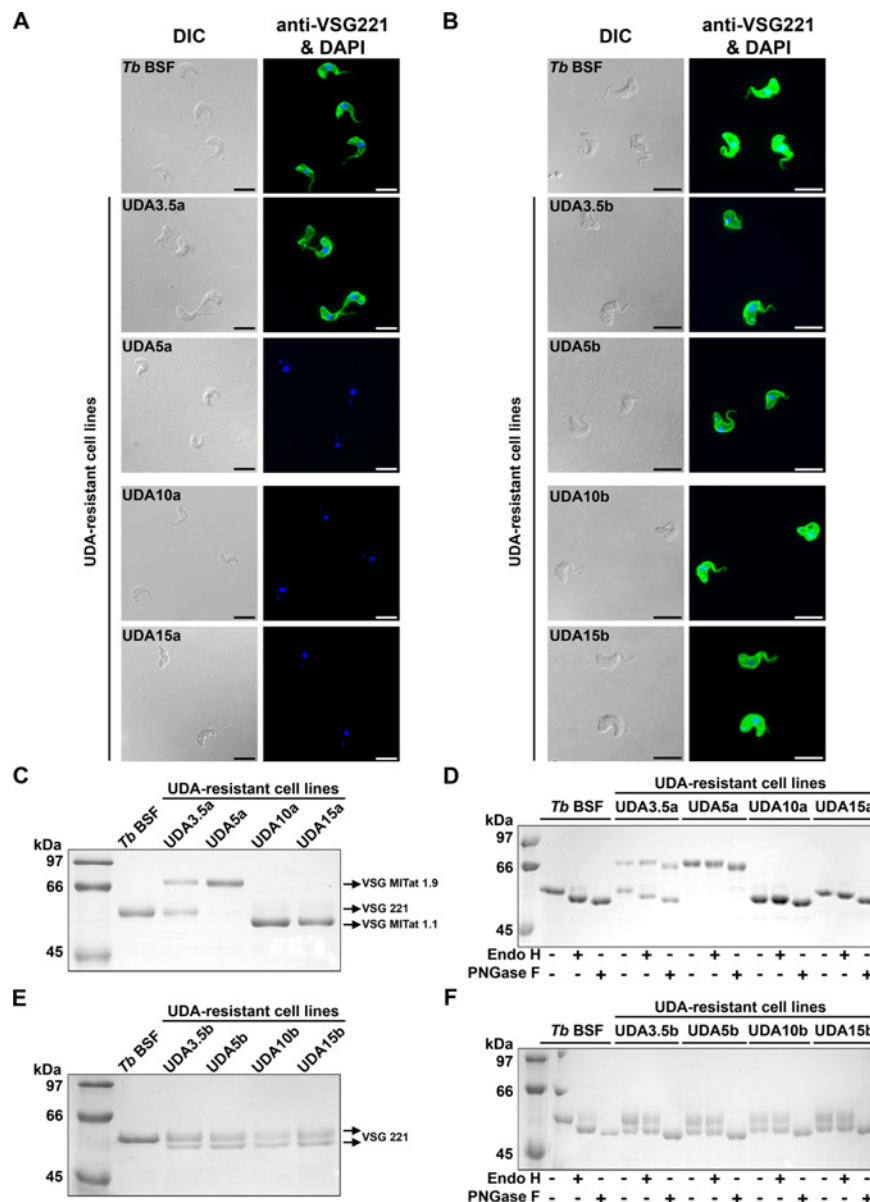 A
DIC
anti-VSG221
& DAPI
Tb BSF
UDA3.5a
UDA5a
UDA10a
UDA15a
UDA-resistant cell lines
B
DIC
anti-VSG221
& DAPI
Tb BSF
UDA3.5b
UDA5b
UDA10b
UDA15b
UDA-resistant cell lines
C
UDA-resistant cell lines
kDa
Tb BSF
UDA3.5a
UDA5a
UDA10a
UDA15a
97
66
45
VSG MITat 1.9
VSG 221
VSG MITat 1.1
D
UDA-resistant cell lines
kDa
Tb BSF UDA3.5a UDA5a UDA10a UDA15a
97
66
45
Endo H - + - - + - - + - - + - - + -
PNGase F - - + - - + - - + - - + - - +
E
UDA-resistant cell lines
kDa
Tb BSF
UDA3.5b
UDA5b
UDA10b
UDA15b
97
66
45
VSG 221
F
UDA-resistant cell lines
kDa
Tb BSF UDA3.5b UDA5b UDA10b UDA15b
97
66
45
Endo H - + - - + - - + - - + - - + -
PNGase F - - + - - + - - + - - + - - +